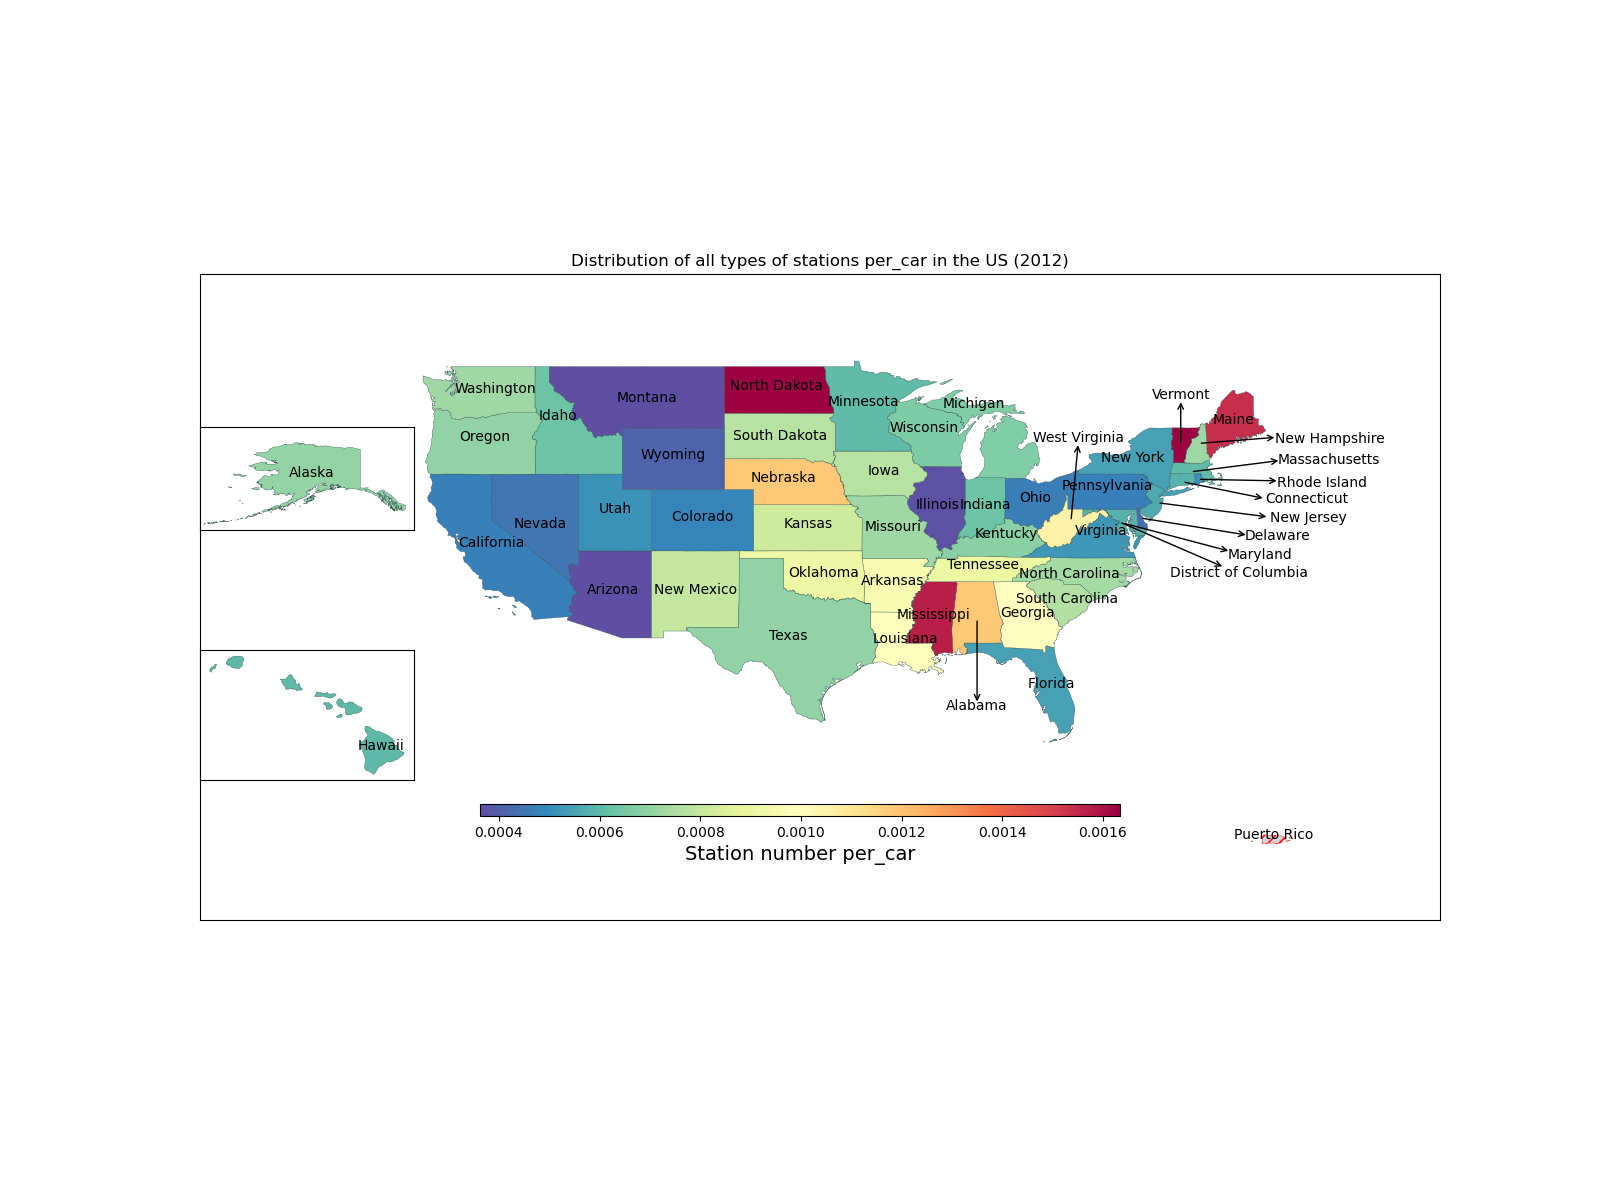 Distribution of all types of stations per_car in the US (2012)
Washington
Montana
North Dakota
Minnesota
Michigan
Vermont
Maine
Idaho
Oregon
South Dakota
Wisconsin
West Virginia
New Hampshire
New York
Massachusetts
Wyoming
Alaska
Iowa
Nebraska
Rhode Island
Pennsylvania
Connecticut
Ohio
Illinois
Indiana
Utah
Colorado
New Jersey
Nevada
Kansas
Missouri
Kentucky
Virginia
Delaware
California
Maryland
Tennessee
Oklahoma
North Carolina
District of Columbia
Arkansas
Arizona
New Mexico
South Carolina
Mississippi
Georgia
Texas
Louisiana
Florida
Alabama
Hawaii
0.0004 0.0006 0.0008 0.0010 0.0012 0.0014 0.0016
Puerto Rico
Station number per_car